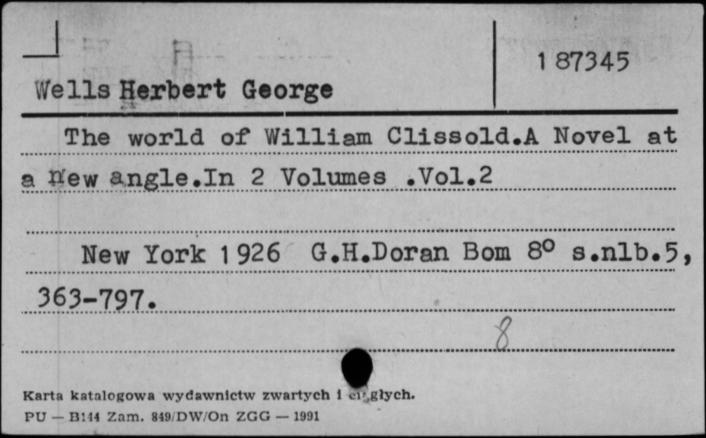 187345
Wells Herbert George
The world of William Clissold.A Novel at
a new angle.In 2 Volumes .Vol.2
New York 1926 G.H.Doran Bom 8° s.nlb.5,
363-797.
8
Karta katalogowa wydawnictw zwartych i ciągłych.
PU — B144 Zam. 849/DW/On ZGG — 1991